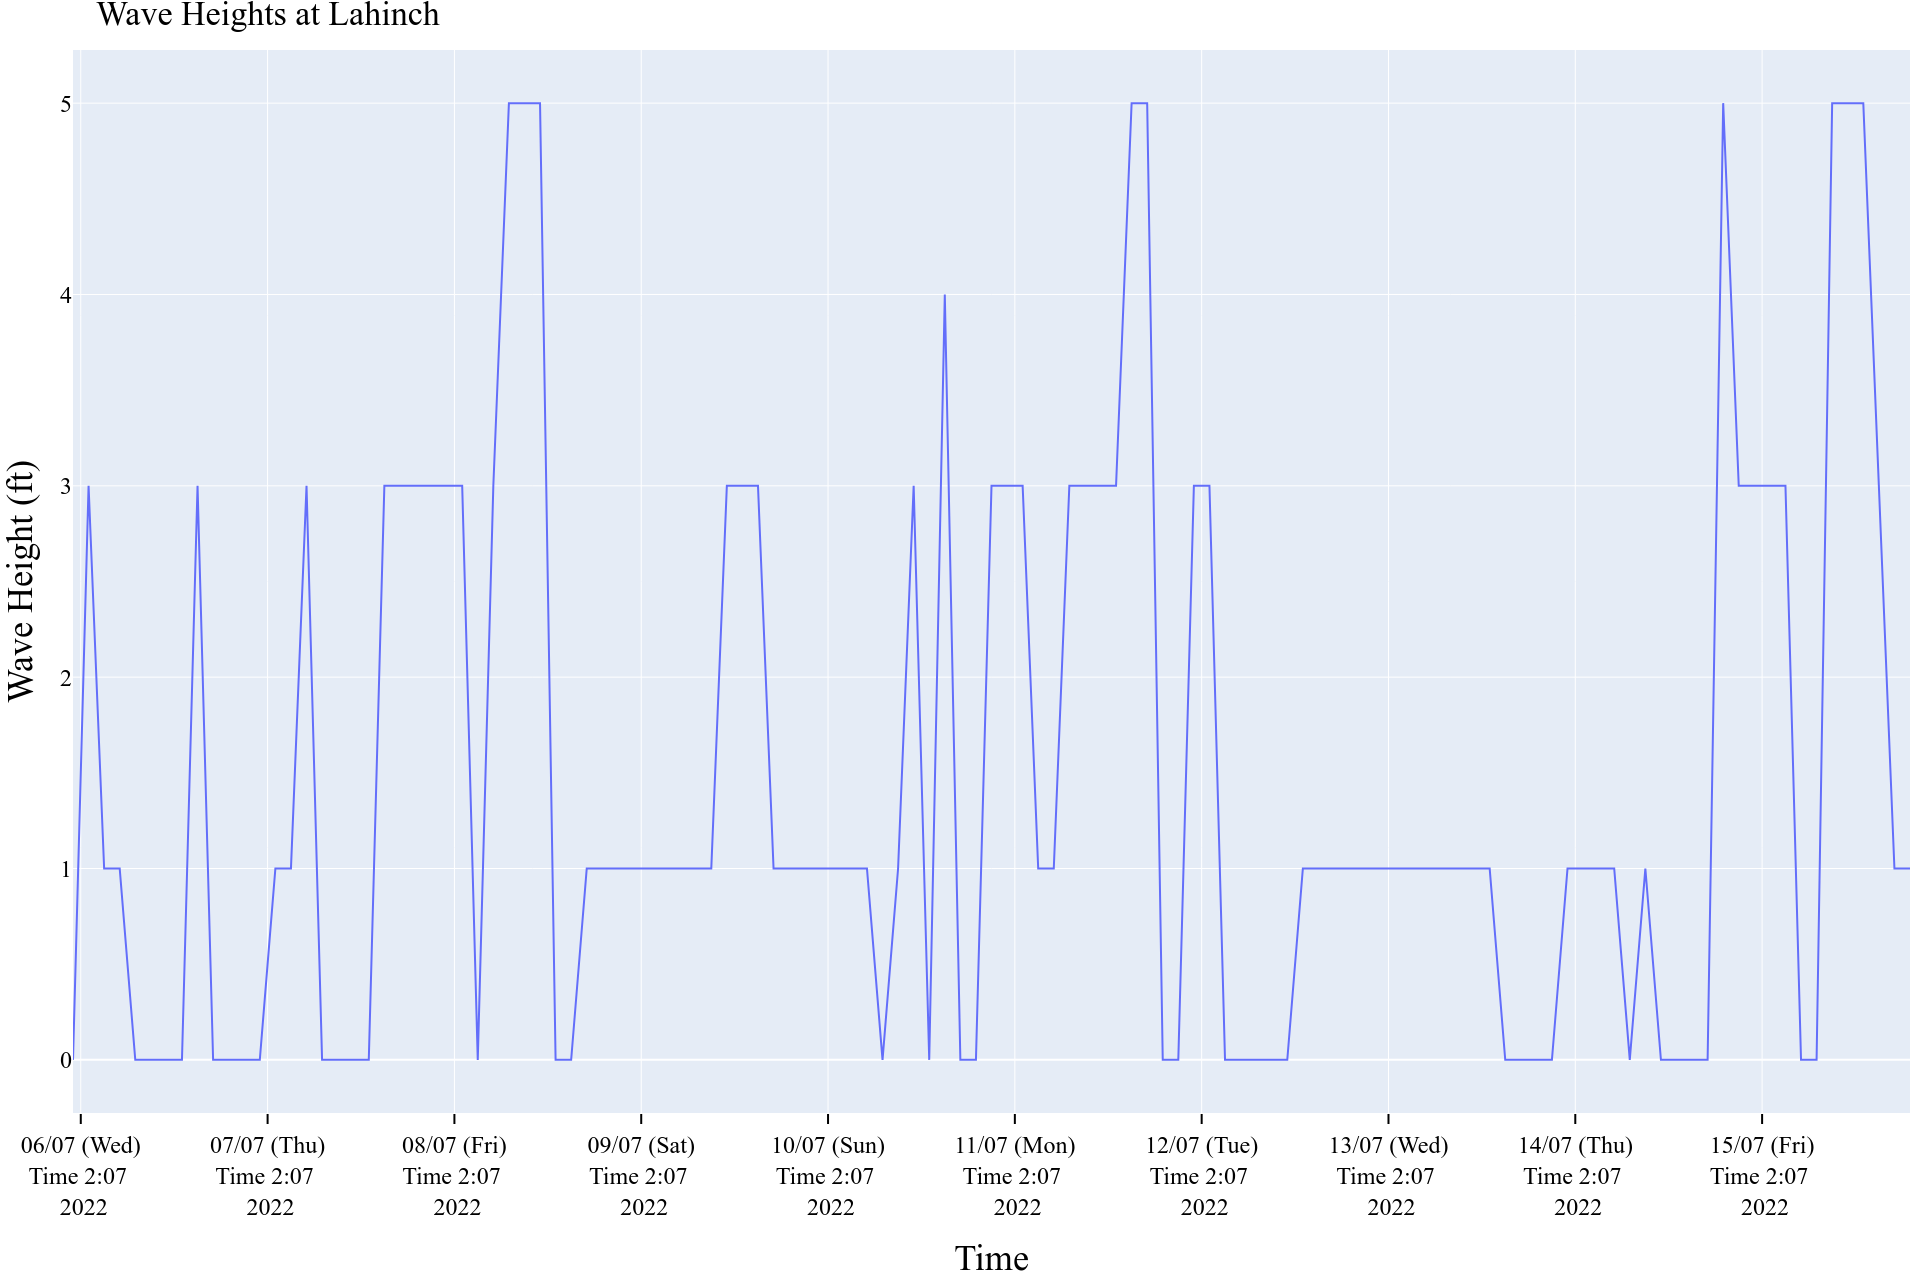 Wave Heights at Lahinch
Wave Height (ft)
5
4
3
2
1
0
06/07 (Wed)
Time 2:07
2022
07/07 (Thu)
Time 2:07
2022
08/07 (Fri)
Time 2:07
2022
09/07 (Sat)
Time 2:07
2022
10/07 (Sun)
Time 2:07
2022
11/07 (Mon)
Time 2:07
2022
12/07 (Tue)
Time 2:07
2022
13/07 (Wed)
Time 2:07
2022
14/07 (Thu)
Time 2:07
2022
15/07 (Fri)
Time 2:07
2022
Time